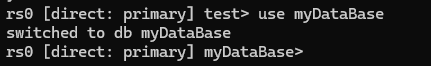 rs0 [direct: primary] test> use myDataBase
switched to db myDataBase
rs0 [direct: primary] myDataBase>